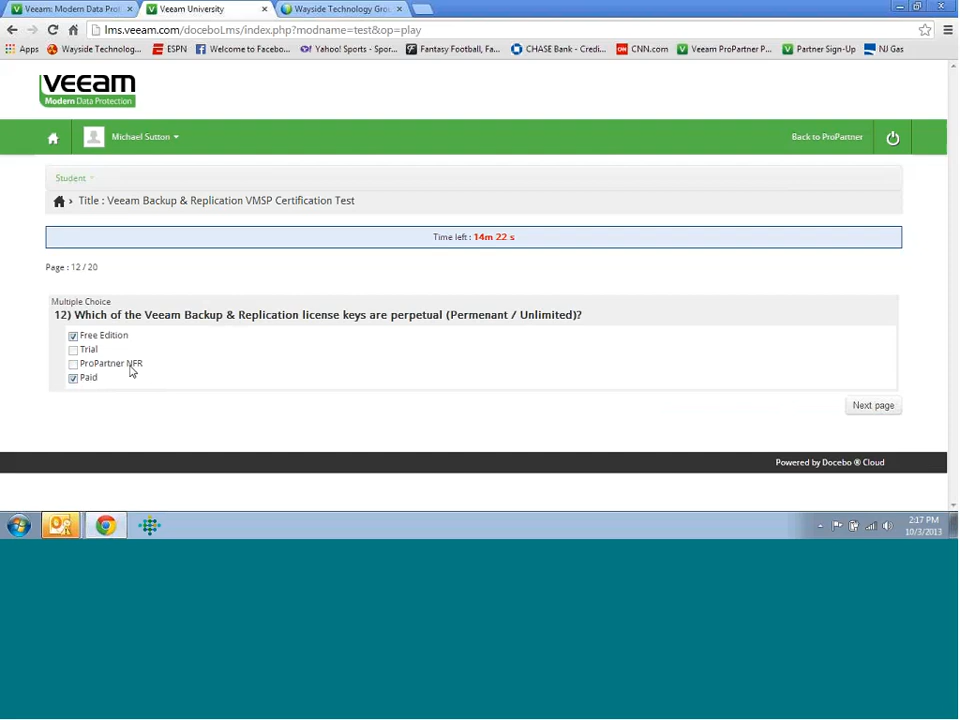 Veeam: Modern Data Prot
Veeam University
Wayside Technology Gro
lms.veeam.com/doceboLms/index.php?modname=test&op=play
Apps
Wayside Technolog...
ESPN
Welcome to Facebo...
Yahoo! Sports - Spor...
Fantasy Football, Fa...
CHASE Bank - Credi...
CNN.com
Veeam ProPartner P...
Partner Sign-Up
NJ Gas
veeam
Modern Data Protection
Michael Sutton
Back to ProPartner
Student
Title : Veeam Backup & Replication VMSP Certification Test
Time left : 14m 22 s
Page : 12 / 20
Multiple Choice
12) Which of the Veeam Backup & Replication license keys are perpetual (Permenant / Unlimited)?
Free Edition
Trial
ProPartner NFR
Paid
Next page
Powered by Docebo ® Cloud
2:17 PM
10/3/2013